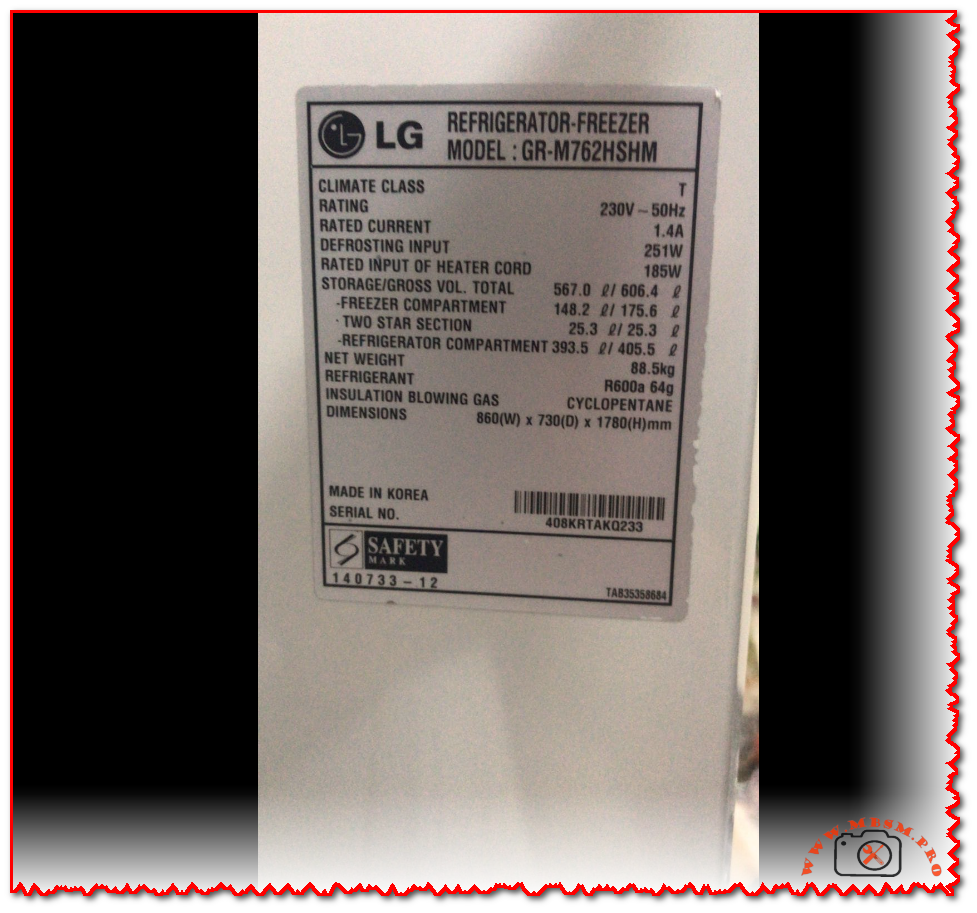 LG
REFRIGERATOR-FREEZER
MODEL : GR-M762HSHM
CLIMATE CLASS T
RATING 230V ~ 50Hz
RATED CURRENT 1.4A
DEFROSTING INPUT 251W
RATED INPUT OF HEATER CORD 185W
STORAGE/GROSS VOL. TOTAL 567.0 ℓ/ 606.4 ℓ
-FREEZER COMPARTMENT 148.2 ℓ/ 175.6 ℓ
· TWO STAR SECTION 25.3 ℓ/ 25.3 ℓ
-REFRIGERATOR COMPARTMENT 393.5 ℓ/ 405.5 ℓ
NET WEIGHT 88.5kg
REFRIGERANT R600a 64g
INSULATION BLOWING GAS CYCLOPENTANE
DIMENSIONS 860(W) x 730(D) x 1780(H)mm
MADE IN KOREA
SERIAL NO. 408KRTAKQ233
SAFETY
MARK
140733-12
TAB35358684
WWW.MBSM.PRO